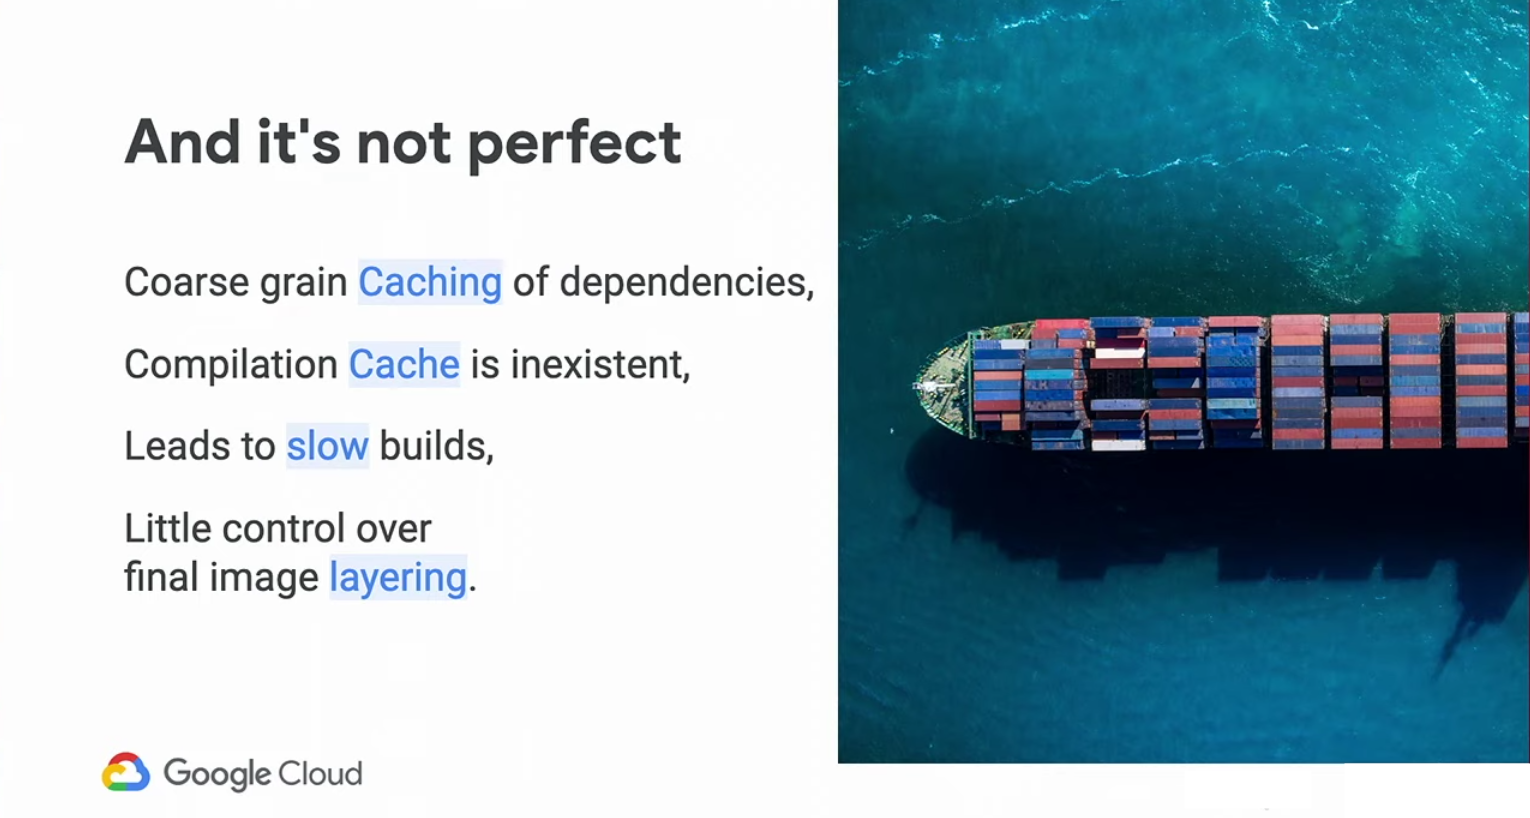 And it's not perfect
Coarse grain Caching of dependencies,
Compilation Cache is inexistent,
Leads to slow builds,
Little control over
final image layering.
Google Cloud